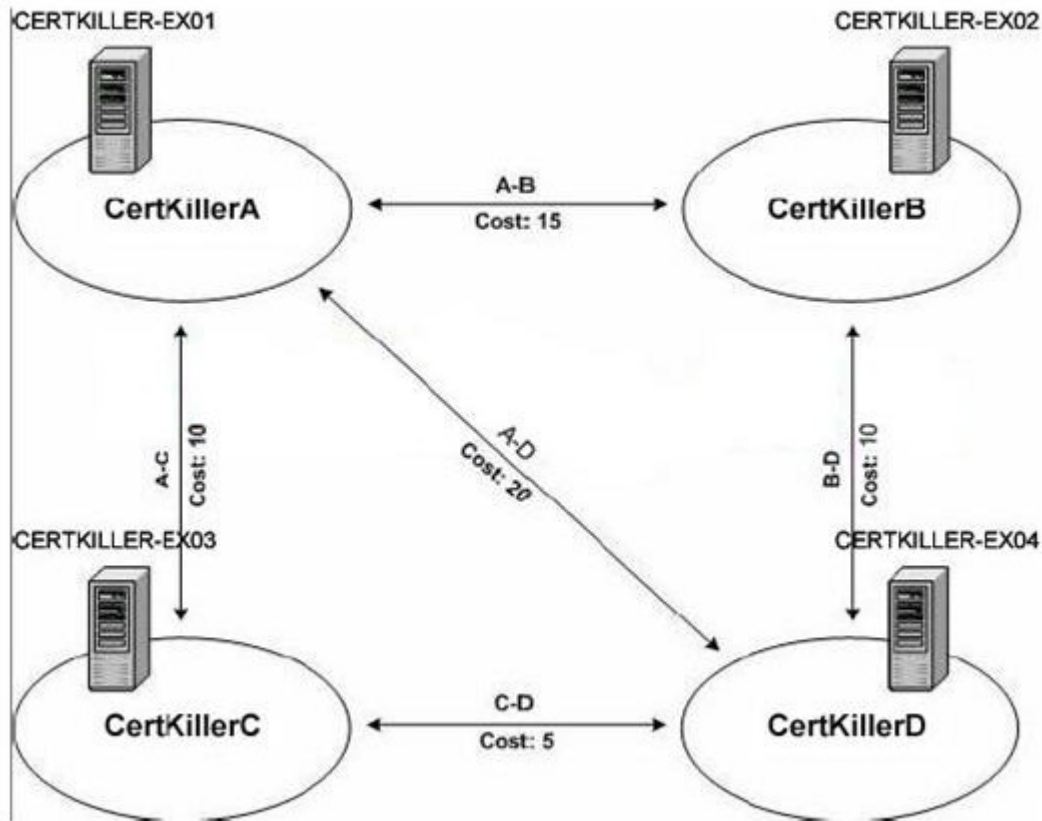 CERTKILLER-EX01
CERTKILLER-EX02
CertKillerA
A-B
Cost: 15
CertKillerB
A-C
Cost: 10
A-D
Cost: 20
B-D
Cost: 10
CERTKILLER-EX03
CERTKILLER-EX04
CertKillerC
C-D
Cost: 5
CertKillerD